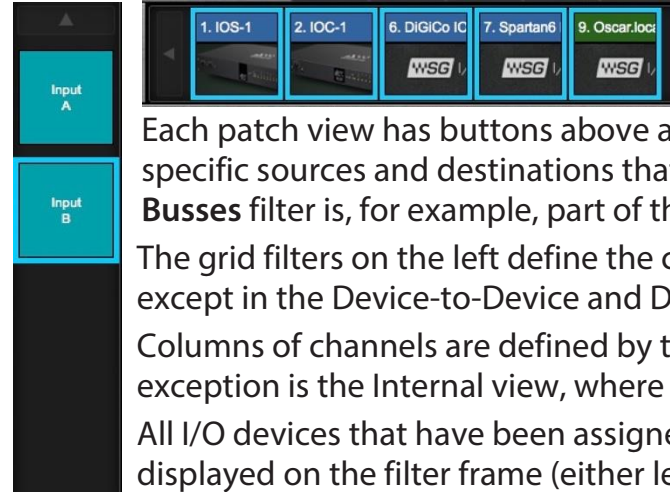 1. IOS-1 2. IOC-1 6. DiGiCo IO 7. Spartan6 9. Oscar.loca
WSG WSG WSG
Input
A
Input
B
Each patch view has buttons above a
specific sources and destinations tha
Busses filter is, for example, part of th
The grid filters on the left define the c
except in the Device-to-Device and D
Columns of channels are defined by t
exception is the Internal view, where
All I/O devices that have been assigne
displayed on the filter frame (either le